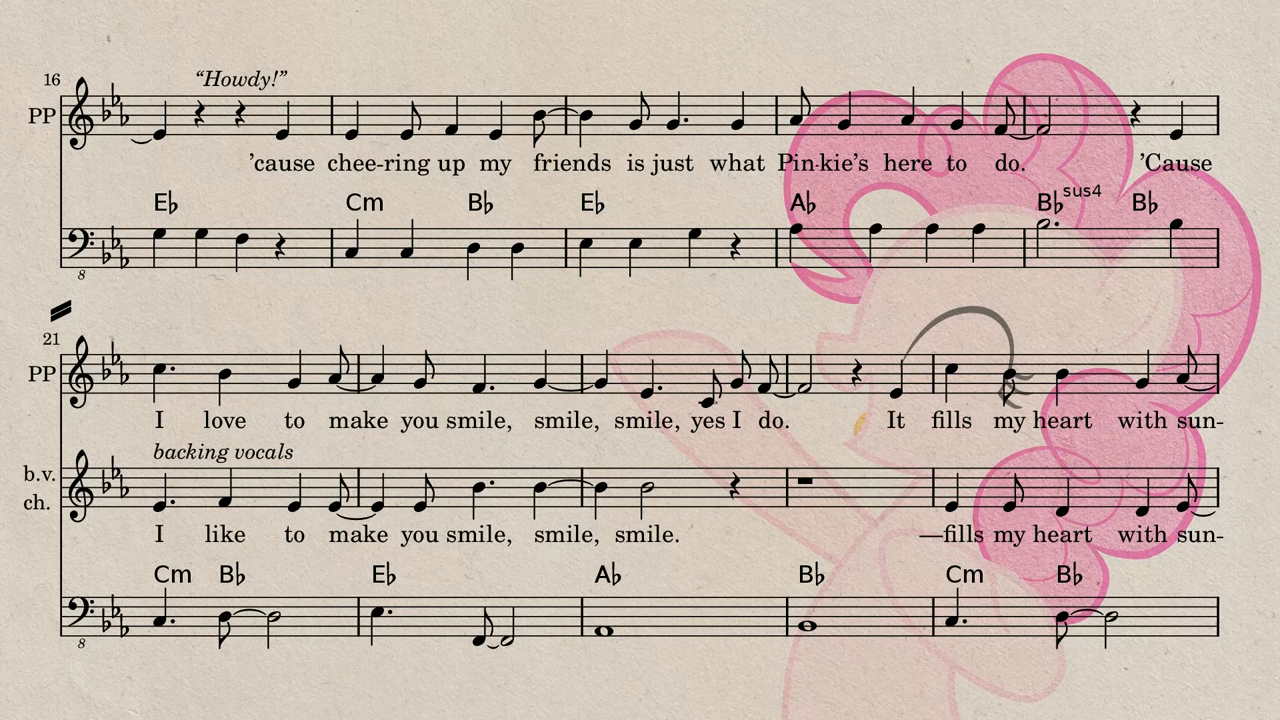 16
“Howdy!”
PP
’cause chee-ring up my friends is just what Pin-kie’s here to do. ’Cause
E♭ Cm B♭ E♭ A♭ B♭sus4 B♭
8
21
PP
I love to make you smile, smile, smile, yes I do. It fills my heart with sun-
backing vocals
b.v.
ch.
I like to make you smile, smile, smile. —fills my heart with sun-
Cm B♭ E♭ A♭ B♭ Cm B♭
8